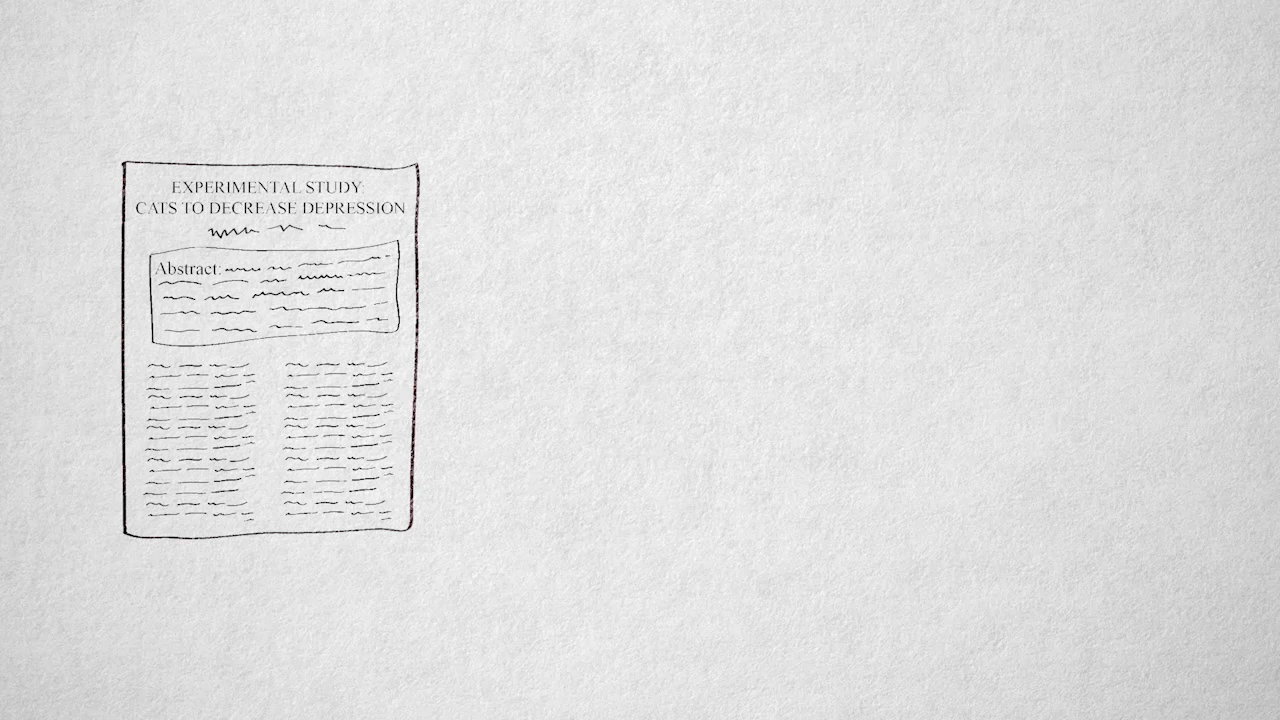 EXPERIMENTAL STUDY:
CATS TO DECREASE DEPRESSION
Abstract: